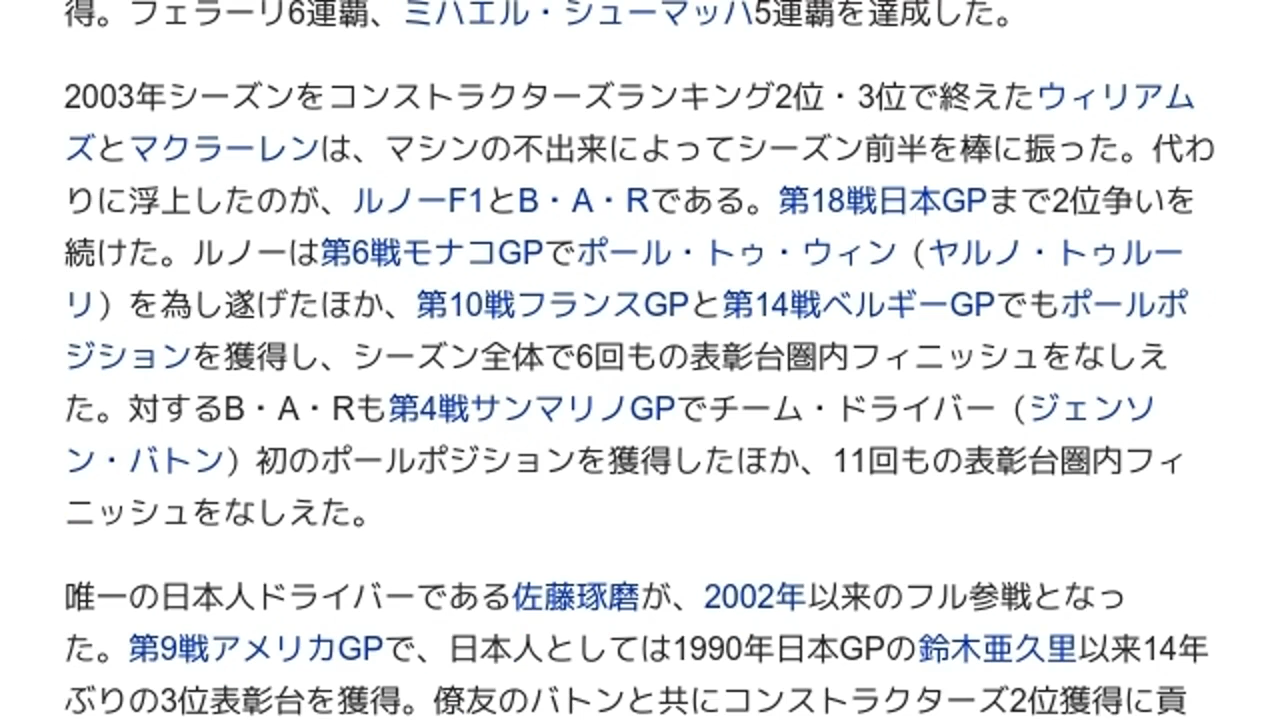 得。フェラーリ6連覇、ミハエル・シューマッハ5連覇を達成した。
2003年シーズンをコンストラクターズランキング2位・3位で終えたウィリアム
ズとマクラーレンは、マシンの不出来によってシーズン前半を棒に振った。代わ
りに浮上したのが、ルノーF1とB・A・Rである。第18戦日本GPまで2位争いを
続けた。ルノーは第6戦モナコGPでポール・トゥ・ウィン（ヤルノ・トゥルー
リ）を為し遂げたほか、第10戦フランスGPと第14戦ベルギーGPでもポールポ
ジションを獲得し、シーズン全体で6回もの表彰台圏内フィニッシュをなしえ
た。対するB・A・Rも第4戦サンマリノGPでチーム・ドライバー（ジェンソ
ン・バトン）初のポールポジションを獲得したほか、11回もの表彰台圏内フィ
ニッシュをなしえた。
唯一の日本人ドライバーである佐藤琢磨が、2002年以来のフル参戦となっ
た。第9戦アメリカGPで、日本人としては1990年日本GPの鈴木亜久里以来14年
ぶりの3位表彰台を獲得。僚友のバトンと共にコンストラクターズ2位獲得に貢